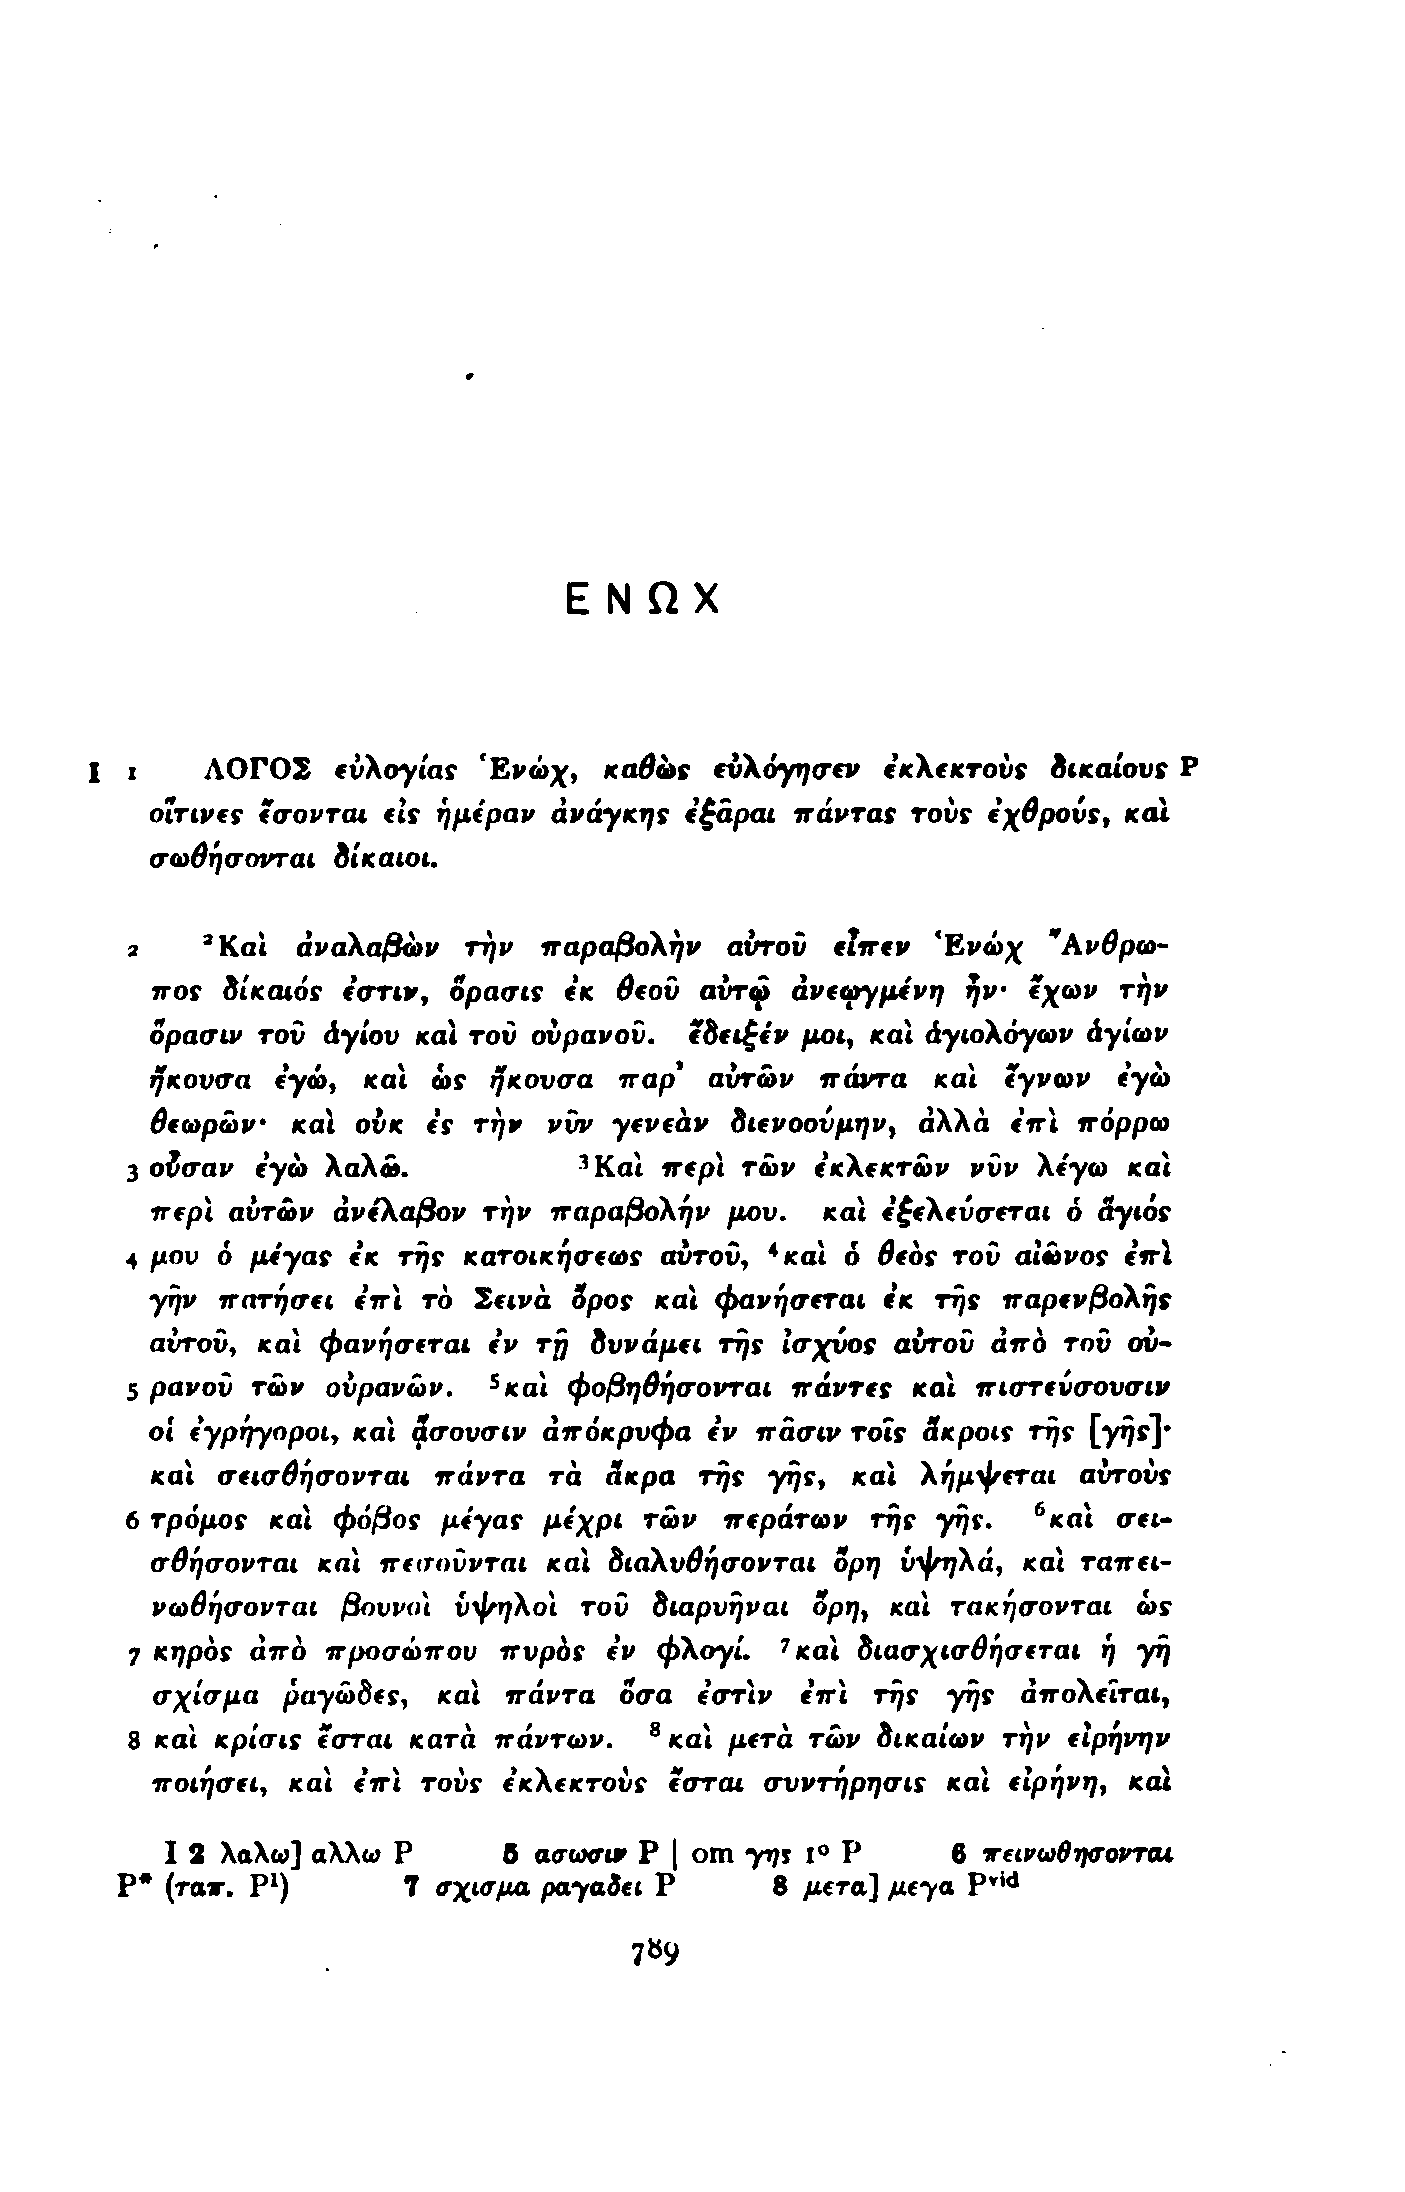 ΕΝΩΧ
I 1 ΛΟΓΟΣ εὐλογίας Ἑνώχ, καθὼς εὐλόγησεν ἐκλεκτοὺς δικαίους P
οἵτινες ἔσονται εἰς ἡμέραν ἀνάγκης ἐξᾶραι πάντας τοὺς ἐχθρούς, καὶ
σωθήσονται δίκαιοι.
2 ²Καὶ ἀναλαβὼν τὴν παραβολὴν αὐτοῦ εἶπεν Ἑνώχ Ἄνθρω-
πος δίκαιός ἐστιν, ὅρασις ἐκ θεοῦ αὐτῷ ἀνεῳγμένη ἦν· ἔχων τὴν
ὅρασιν τοῦ ἁγίου καὶ τοῦ οὐρανοῦ. ἔδειξέν μοι, καὶ ἁγιολόγων ἁγίων
ἤκουσα ἐγώ, καὶ ὡς ἤκουσα παρ’ αὐτῶν πάντα καὶ ἔγνων ἐγὼ
θεωρῶν· καὶ οὐκ ἐς τὴν νῦν γενεὰν διενοούμην, ἀλλὰ ἐπὶ πόρρω
3 οὖσαν ἐγὼ λαλῶ. ³Καὶ περὶ τῶν ἐκλεκτῶν νῦν λέγω καὶ
περὶ αὐτῶν ἀνέλαβον τὴν παραβολήν μου. καὶ ἐξελεύσεται ὁ ἅγιός
4 μου ὁ μέγας ἐκ τῆς κατοικήσεως αὐτοῦ, ⁴καὶ ὁ θεὸς τοῦ αἰῶνος ἐπὶ
γῆν πατήσει ἐπὶ τὸ Σεινὰ ὄρος καὶ φανήσεται ἐκ τῆς παρενβολῆς
αὐτοῦ, καὶ φανήσεται ἐν τῇ δυνάμει τῆς ἰσχύος αὐτοῦ ἀπὸ τοῦ οὐ-
5 ρανοῦ τῶν οὐρανῶν. ⁵καὶ φοβηθήσονται πάντες καὶ πιστεύσουσιν
οἱ ἐγρήγοροι, καὶ ᾄσουσιν ἀπόκρυφα ἐν πᾶσιν τοῖς ἄκροις τῆς [γῆς]·
καὶ σεισθήσονται πάντα τὰ ἄκρα τῆς γῆς, καὶ λήμψεται αὐτοὺς
6 τρόμος καὶ φόβος μέγας μέχρι τῶν περάτων τῆς γῆς. ⁶καὶ σει-
σθήσονται καὶ πεσοῦνται καὶ διαλυθήσονται ὄρη ὑψηλά, καὶ ταπει-
νωθήσονται βουνοὶ ὑψηλοὶ τοῦ διαρυῆναι ὄρη, καὶ τακήσονται ὡς
7 κηρὸς ἀπὸ προσώπου πυρὸς ἐν φλογί. ⁷καὶ διασχισθήσεται ἡ γῆ
σχίσμα ῥαγῶδες, καὶ πάντα ὅσα ἐστὶν ἐπὶ τῆς γῆς ἀπολεῖται,
8 καὶ κρίσις ἔσται κατὰ πάντων. ⁸καὶ μετὰ τῶν δικαίων τὴν εἰρήνην
ποιήσει, καὶ ἐπὶ τοὺς ἐκλεκτοὺς ἔσται συντήρησις καὶ εἰρήνη, καὶ
I 2 λαλω] αλλω P 5 ασωσιν P | om γης 1º P 6 πεινωθησονται
P* (ταπ. P¹) 7 σχισμα ραγαδει P 8 μετα] μεγα Pᵛⁱᵈ
789